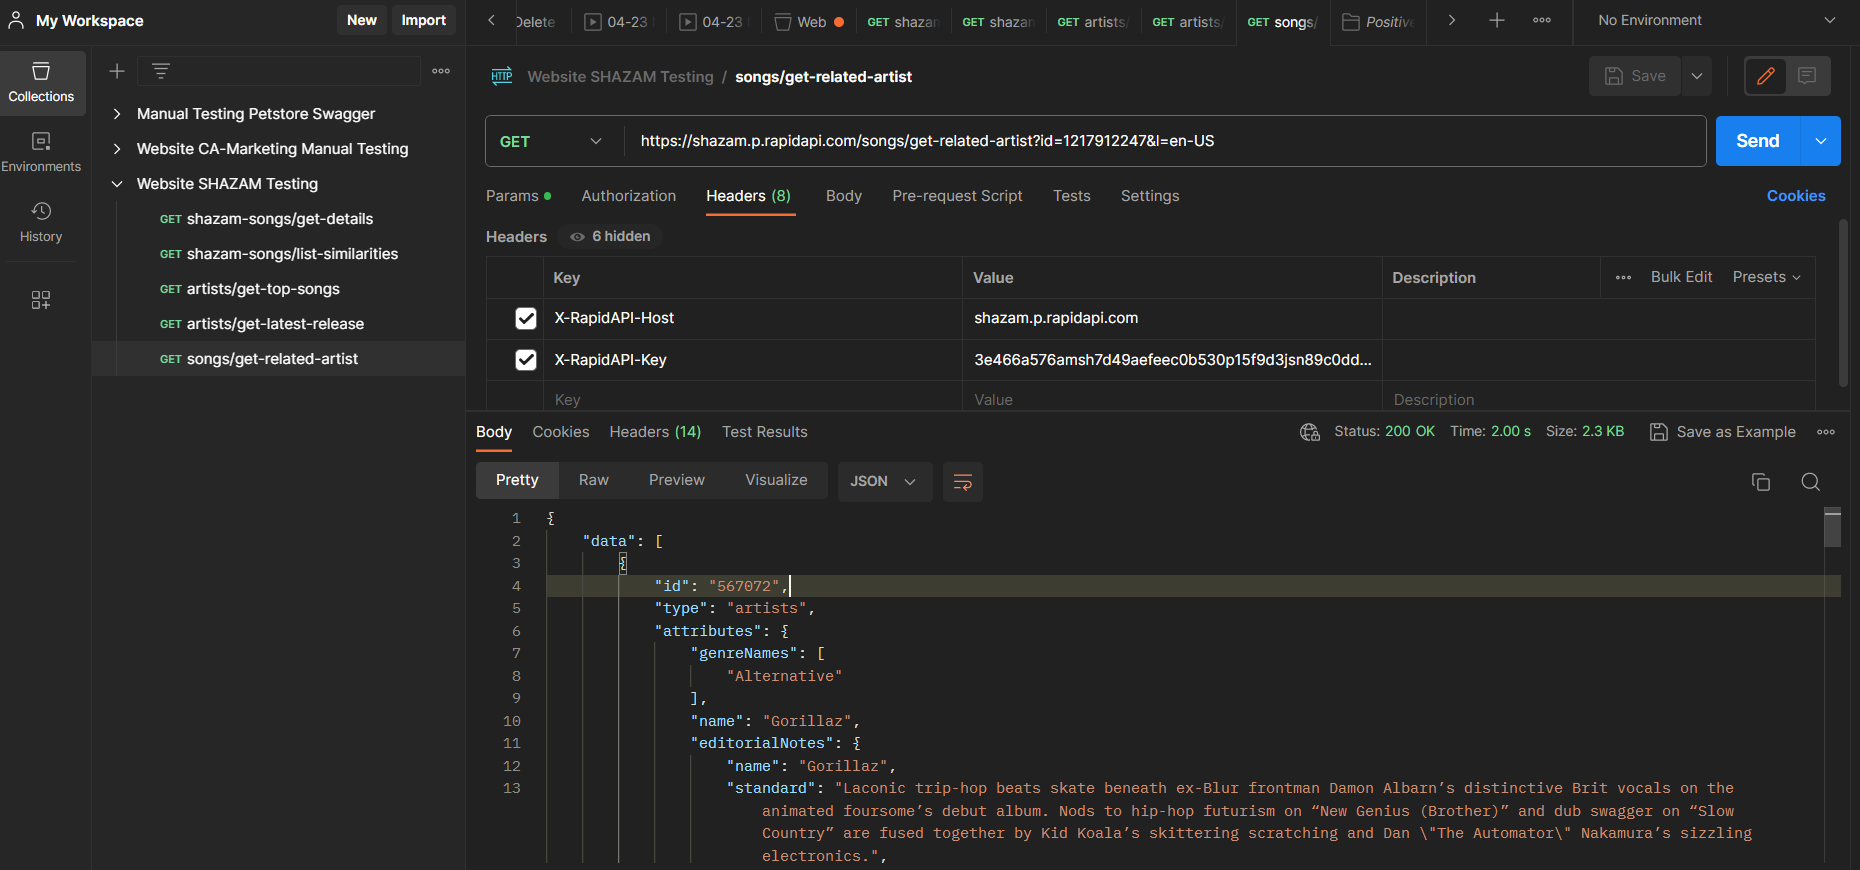 My Workspace
New
Import
Delete
04-23
04-23
Web
GET shazam
GET shazam
GET artists/
GET artists/
GET songs/
Positive
No Environment
Collections
Environments
History
Manual Testing Petstore Swagger
Website CA-Marketing Manual Testing
Website SHAZAM Testing
GET shazam-songs/get-details
GET shazam-songs/list-similarities
GET artists/get-top-songs
GET artists/get-latest-release
GET songs/get-related-artist
HTTP
Website SHAZAM Testing / songs/get-related-artist
Save
GET
https://shazam.p.rapidapi.com/songs/get-related-artist?id=1217912247&l=en-US
Send
Params
Authorization
Headers (8)
Body
Pre-request Script
Tests
Settings
Cookies
Headers
6 hidden
Key
Value
Description
Bulk Edit
Presets
X-RapidAPI-Host
shazam.p.rapidapi.com
X-RapidAPI-Key
3e466a576amsh7d49aefeec0b530p15f9d3jsn89c0dd...
Key
Value
Description
Body
Cookies
Headers (14)
Test Results
Status: 200 OK
Time: 2.00 s
Size: 2.3 KB
Save as Example
Pretty
Raw
Preview
Visualize
JSON
1 {
2 "data": [
3 {
4 "id": "567072",
5 "type": "artists",
6 "attributes": {
7 "genreNames": [
8 "Alternative"
9 ],
10 "name": "Gorillaz",
11 "editorialNotes": {
12 "name": "Gorillaz",
13 "standard": "Laconic trip-hop beats skate beneath ex-Blur frontman Damon Albarn’s distinctive Brit vocals on the
animated foursome’s debut album. Nods to hip-hop futurism on “New Genius (Brother)” and dub swagger on “Slow
Country” are fused together by Kid Koala’s skittering scratching and Dan \"The Automator\" Nakamura’s sizzling
electronics.",